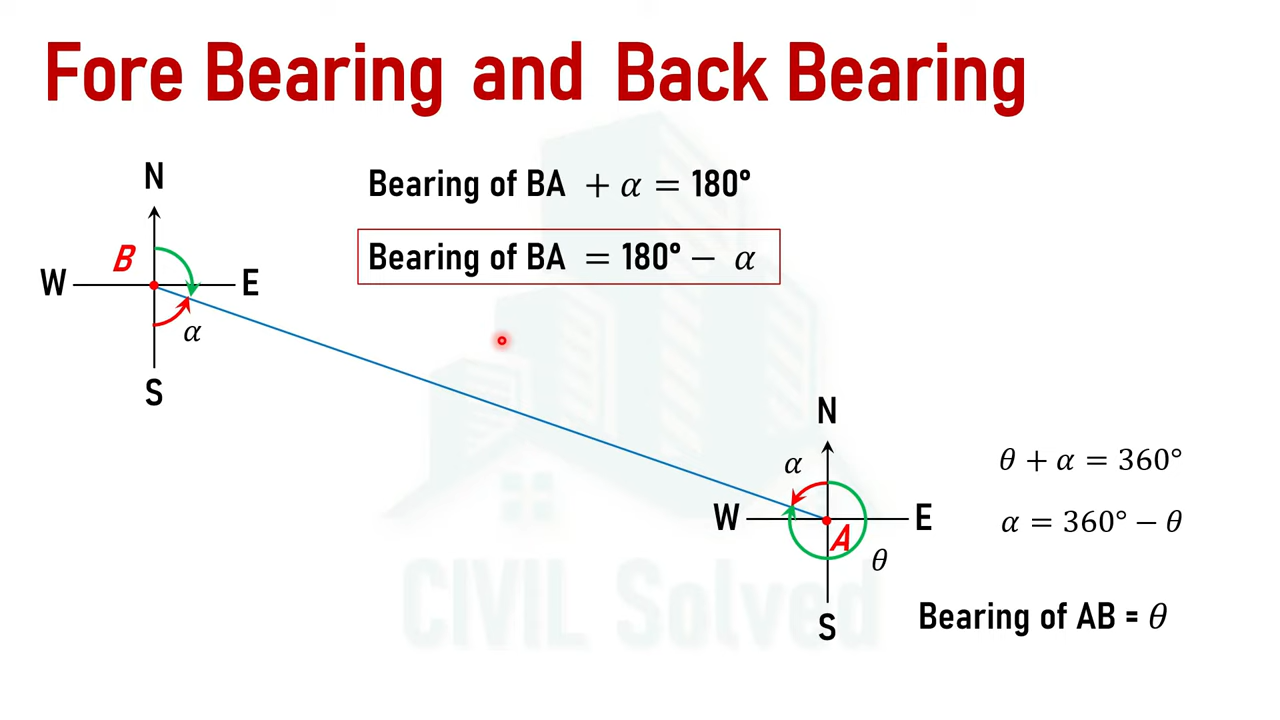 Fore Bearing and Back Bearing
N
Bearing of BA + α = 180°
B
Bearing of BA = 180° − α
W
E
α
S
N
α
θ + α = 360°
W
E
A
α = 360° − θ
θ
Bearing of AB = θ
S
CIVIL Solved